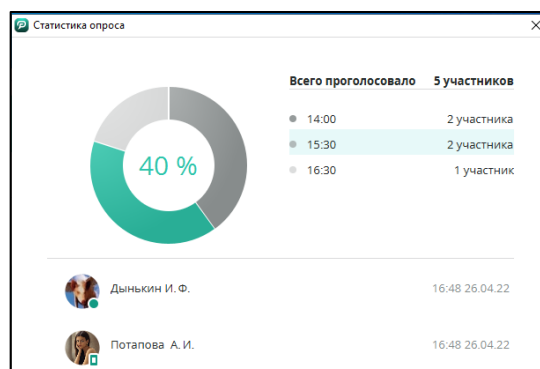 Статистика опроса
Всего проголосовало 5 участников
14:00 2 участника
15:30 2 участника
16:30 1 участник
40 %
Дынькин И. Ф. 16:48 26.04.22
Потапова А. И. 16:48 26.04.22